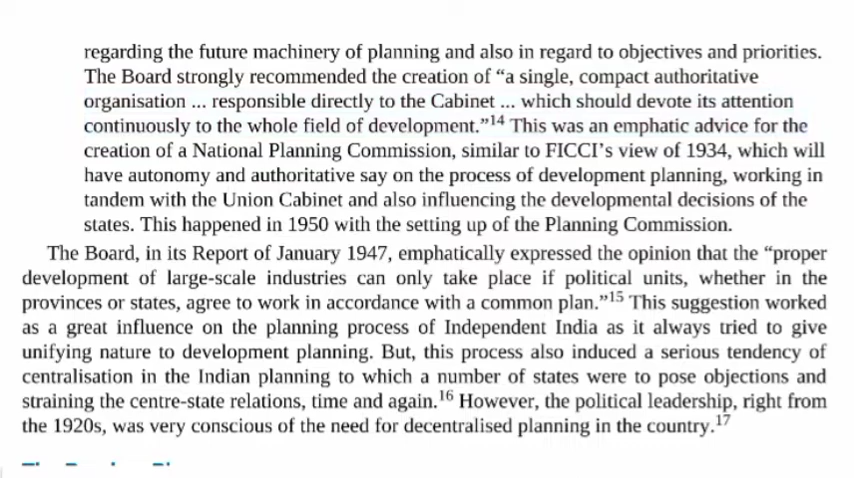 regarding the future machinery of planning and also in regard to objectives and priorities.
The Board strongly recommended the creation of “a single, compact authoritative
organisation ... responsible directly to the Cabinet ... which should devote its attention
continuously to the whole field of development.”14 This was an emphatic advice for the
creation of a National Planning Commission, similar to FICCI’s view of 1934, which will
have autonomy and authoritative say on the process of development planning, working in
tandem with the Union Cabinet and also influencing the developmental decisions of the
states. This happened in 1950 with the setting up of the Planning Commission.
The Board, in its Report of January 1947, emphatically expressed the opinion that the “proper
development of large-scale industries can only take place if political units, whether in the
provinces or states, agree to work in accordance with a common plan.”15 This suggestion worked
as a great influence on the planning process of Independent India as it always tried to give
unifying nature to development planning. But, this process also induced a serious tendency of
centralisation in the Indian planning to which a number of states were to pose objections and
straining the centre-state relations, time and again.16 However, the political leadership, right from
the 1920s, was very conscious of the need for decentralised planning in the country.17